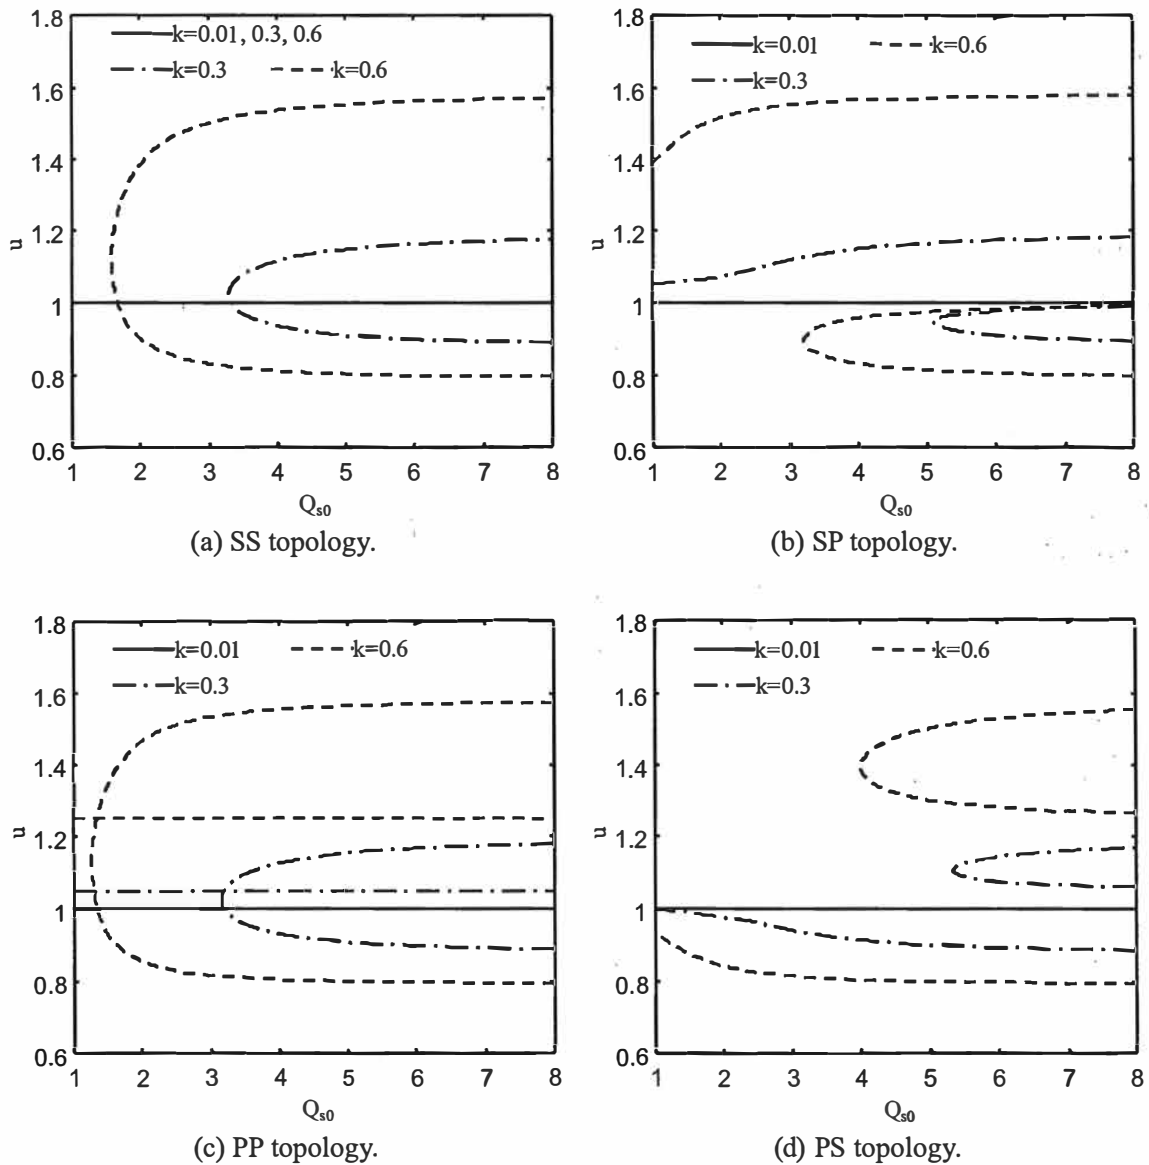 1.8
k=0.01, 0.3, 0.6
k=0.3 k=0.6
1.6
1.4
u
1.2
1
0.8
0.6
1 2 3 4 5 6 7 8
Qs0
(a) SS topology.
1.8
k=0.01 k=0.6
k=0.3
1.6
1.4
u
1.2
1
0.8
0.6
1 2 3 4 5 6 7 8
Qs0
(b) SP topology.
1.8
k=0.01 k=0.6
k=0.3
1.6
1.4
u
1.2
1
0.8
0.6
1 2 3 4 5 6 7 8
Qs0
(c) PP topology.
1.8
k=0.01 k=0.6
k=0.3
1.6
1.4
u
1.2
1
0.8
0.6
1 2 3 4 5 6 7 8
Qs0
(d) PS topology.